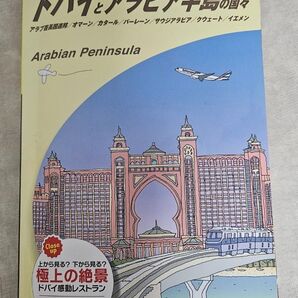 ドバイとアラビア半島の国々
アラブ首長国連邦/オマーン/カタール/バーレーン/サウジアラビア/クウェート/イエメン
Arabian Peninsula
Close up
上から見る?下から見る?
極上の絶景
ドバイ感動レストラン